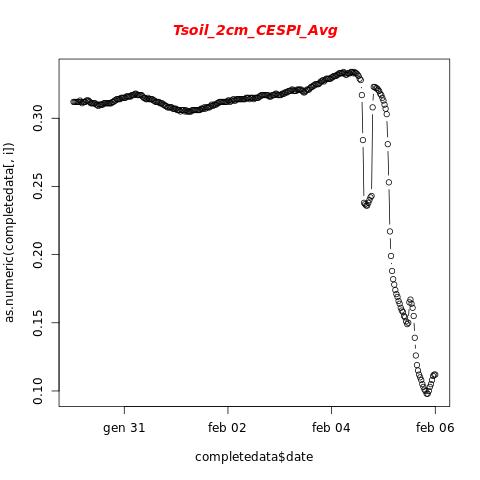 Tsoil_2cm_CESPI_Avg
as.numeric(completedata[, i])
0.30
0.25
0.20
0.15
0.10
gen 31
feb 02
feb 04
feb 06
completedata$date